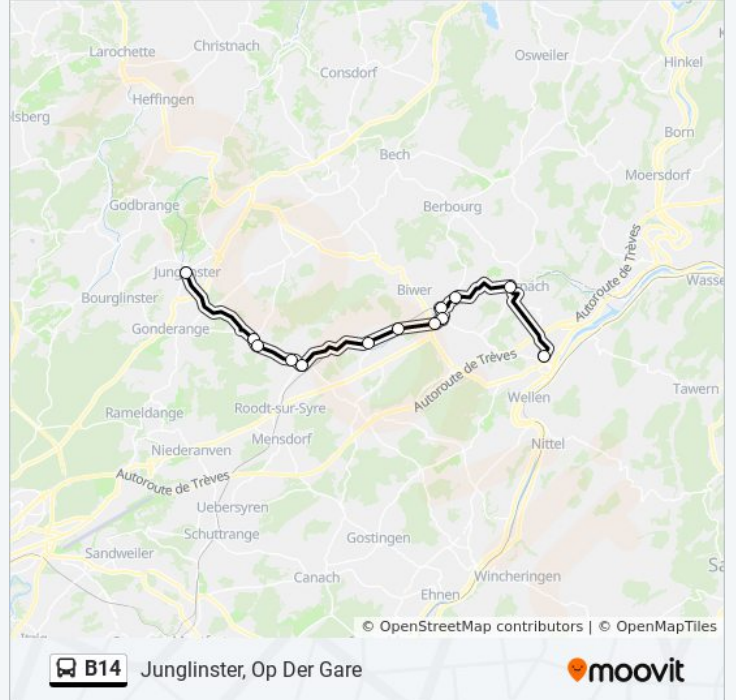 Larochette
Christnach
Osweiler
Hinkel
Consdorf
Heffingen
elsberg
Born
Bech
Moersdorf
Godbrange
Berbourg
Autoroute de Trèves
Wasse
Biwer
Bourglinster
Gonderange
Autoroute de Trèves
Tawern
Wellen
Rameldange
Roodt-sur-Syre
Mensdorf
Nittel
Niederanven
Autoroute de Trèves
Uebersyren
Schuttrange
Gostingen
Sandweiler
Canach
Wincheringen
Ehnen
© OpenStreetMap contributors | © OpenMapTiles
B14 Junglinster, Op Der Gare
moovit